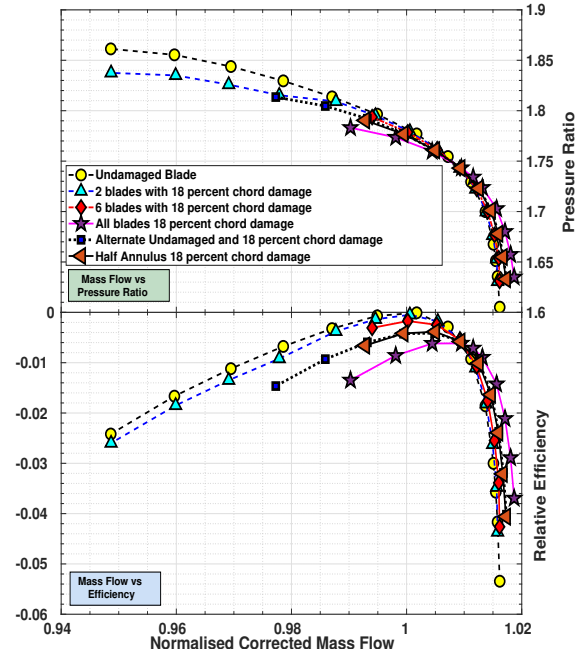 1.9
1.85
1.8
1.75
1.7
1.65
1.6
Pressure Ratio
Undamaged Blade
2 blades with 18 percent chord damage
6 blades with 18 percent chord damage
All blades 18 percent chord damage
Alternate Undamaged and 18 percent chord damage
Half Annulus 18 percent chord damage
Mass Flow vs
Pressure Ratio
0
-0.01
-0.02
-0.03
-0.04
-0.05
-0.06
Relative Efficiency
Mass Flow vs
Efficiency
0.94
0.96
0.98
1
1.02
Normalised Corrected Mass Flow